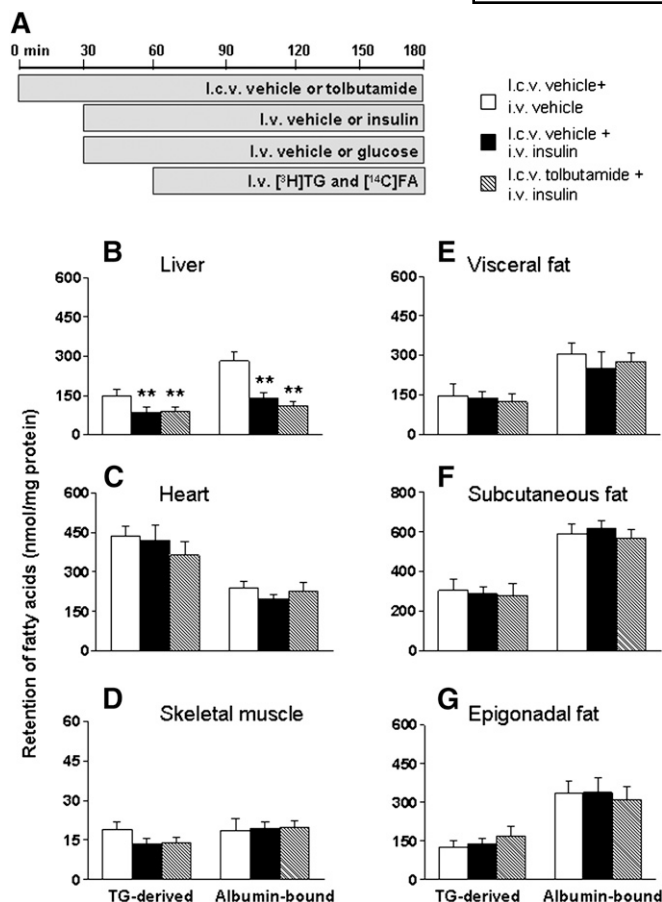 A
0 min 30 60 90 120 150 180
I.c.v. vehicle or tolbutamide
I.v. vehicle or insulin
I.v. vehicle or glucose
I.v. [³H]TG and [¹⁴C]FA
I.c.v. vehicle+
i.v. vehicle
I.c.v. vehicle +
i.v. insulin
I.c.v. tolbutamide +
i.v. insulin
Retention of fatty acids (nmol/mg protein)
B Liver
600
450
300
150
0
** **
** **
C Heart
600
450
300
150
0
D Skeletal muscle
60
45
30
15
0
TG-derived Albumin-bound
E Visceral fat
600
450
300
150
0
F Subcutaneous fat
800
600
400
200
0
G Epigonadal fat
600
450
300
150
0
TG-derived Albumin-bound